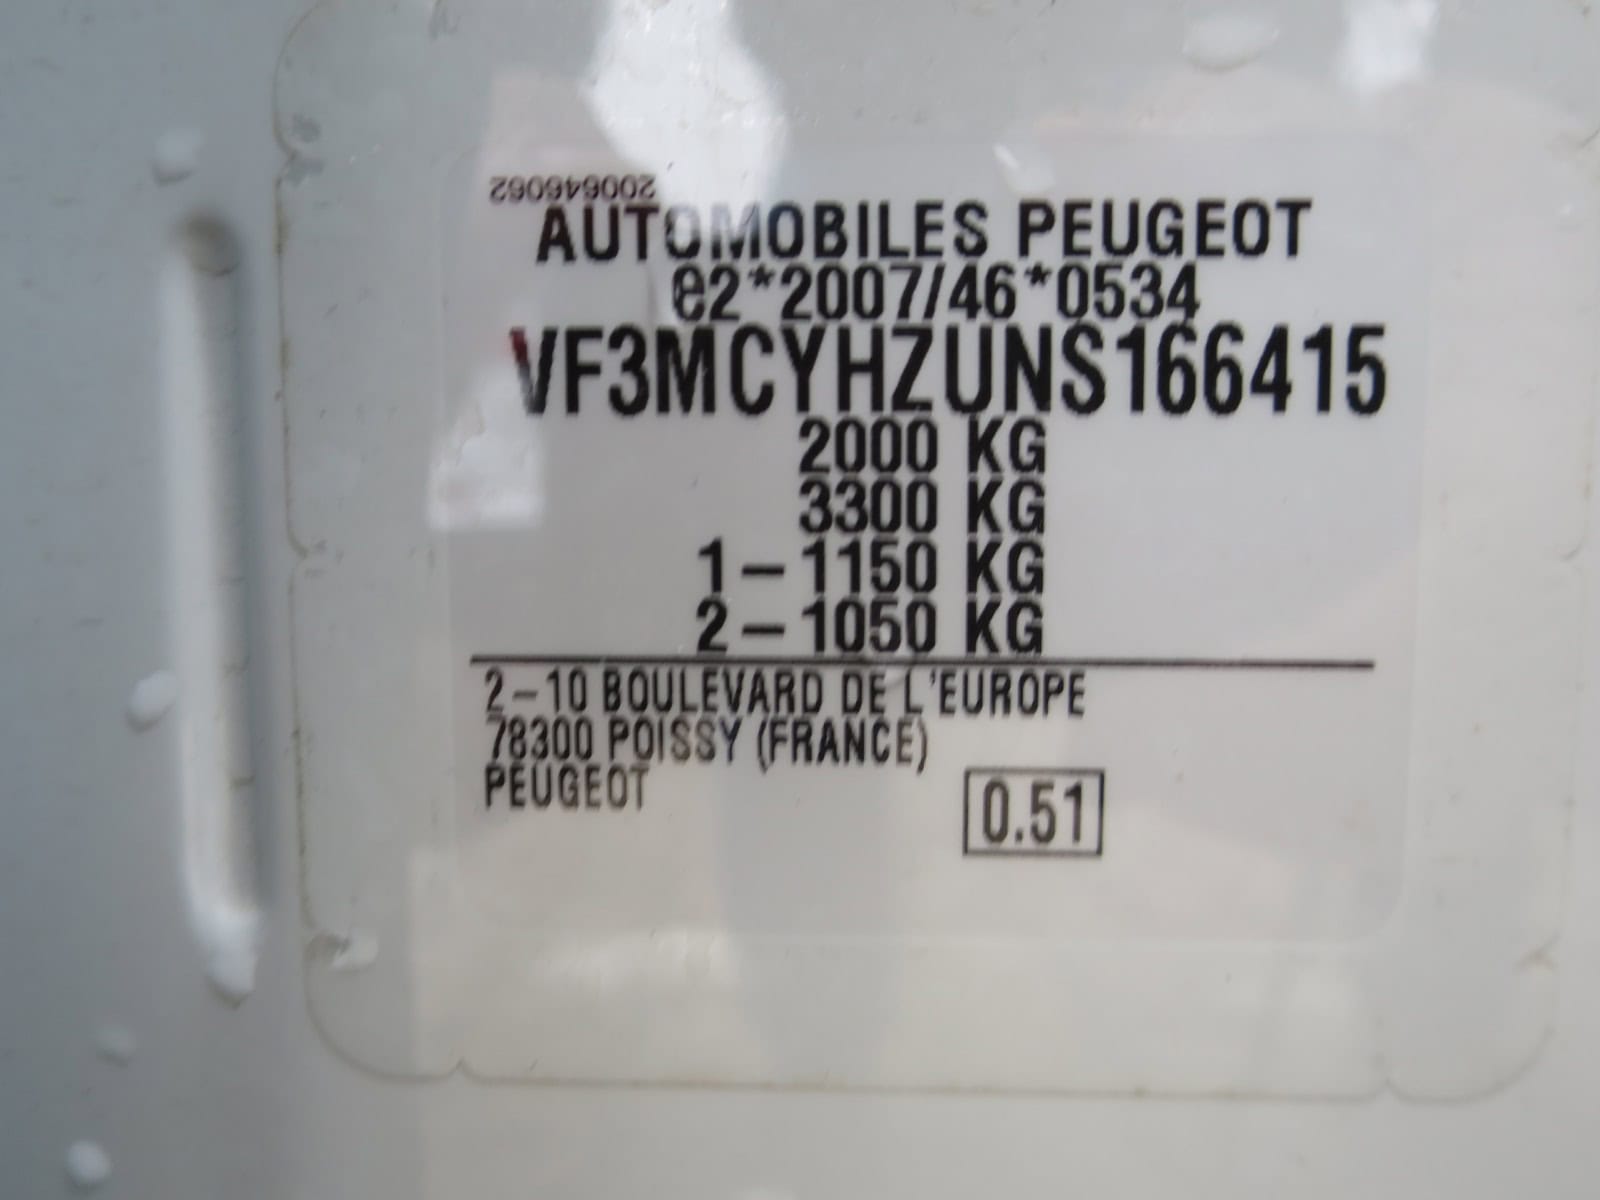 200646062
AUTOMOBILES PEUGEOT
e2*2007/46*0534
VF3MCYHZUNS166415
2000 KG
3300 KG
1-1150 KG
2-1050 KG
2-10 BOULEVARD DE L'EUROPE
78300 POISSY (FRANCE)
PEUGEOT
0.51